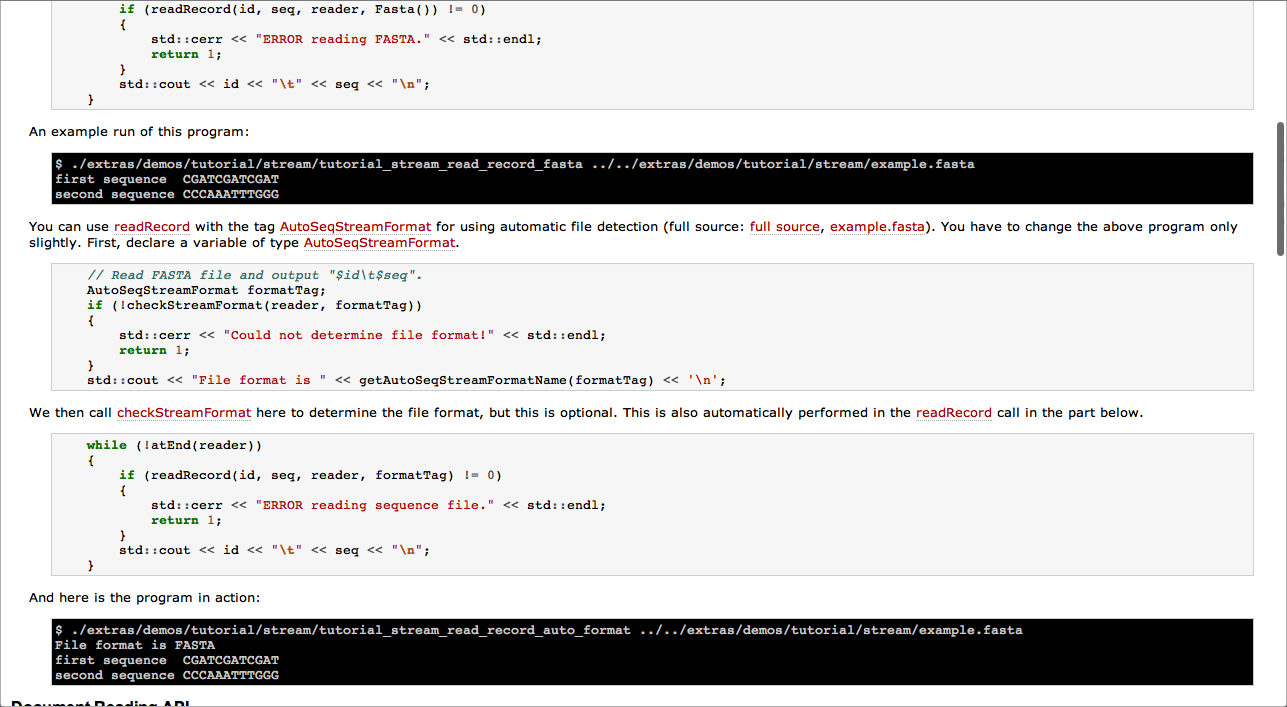 if (readRecord(id, seq, reader, Fasta()) != 0)
{
std::cerr << "ERROR reading FASTA." << std::endl;
return 1;
}
std::cout << id << "\t" << seq << "\n";
}
An example run of this program:
$ ./extras/demos/tutorial/stream/tutorial_stream_read_record_fasta ../../extras/demos/tutorial/stream/example.fasta
first sequence  CGATCGATCGAT
second sequence CCCAAATTTGGG
You can use readRecord with the tag AutoSeqStreamFormat for using automatic file detection (full source: full source, example.fasta). You have to change the above program only
slightly. First, declare a variable of type AutoSeqStreamFormat.
// Read FASTA file and output "$id\t$seq".
AutoSeqStreamFormat formatTag;
if (!checkStreamFormat(reader, formatTag))
{
std::cerr << "Could not determine file format!" << std::endl;
return 1;
}
std::cout << "File format is " << getAutoSeqStreamFormatName(formatTag) << '\n';
We then call checkStreamFormat here to determine the file format, but this is optional. This is also automatically performed in the readRecord call in the part below.
while (!atEnd(reader))
{
if (readRecord(id, seq, reader, formatTag) != 0)
{
std::cerr << "ERROR reading sequence file." << std::endl;
return 1;
}
std::cout << id << "\t" << seq << "\n";
}
And here is the program in action:
$ ./extras/demos/tutorial/stream/tutorial_stream_read_record_auto_format ../../extras/demos/tutorial/stream/example.fasta
File format is FASTA
first sequence  CGATCGATCGAT
second sequence CCCAAATTTGGG
Document Reading API